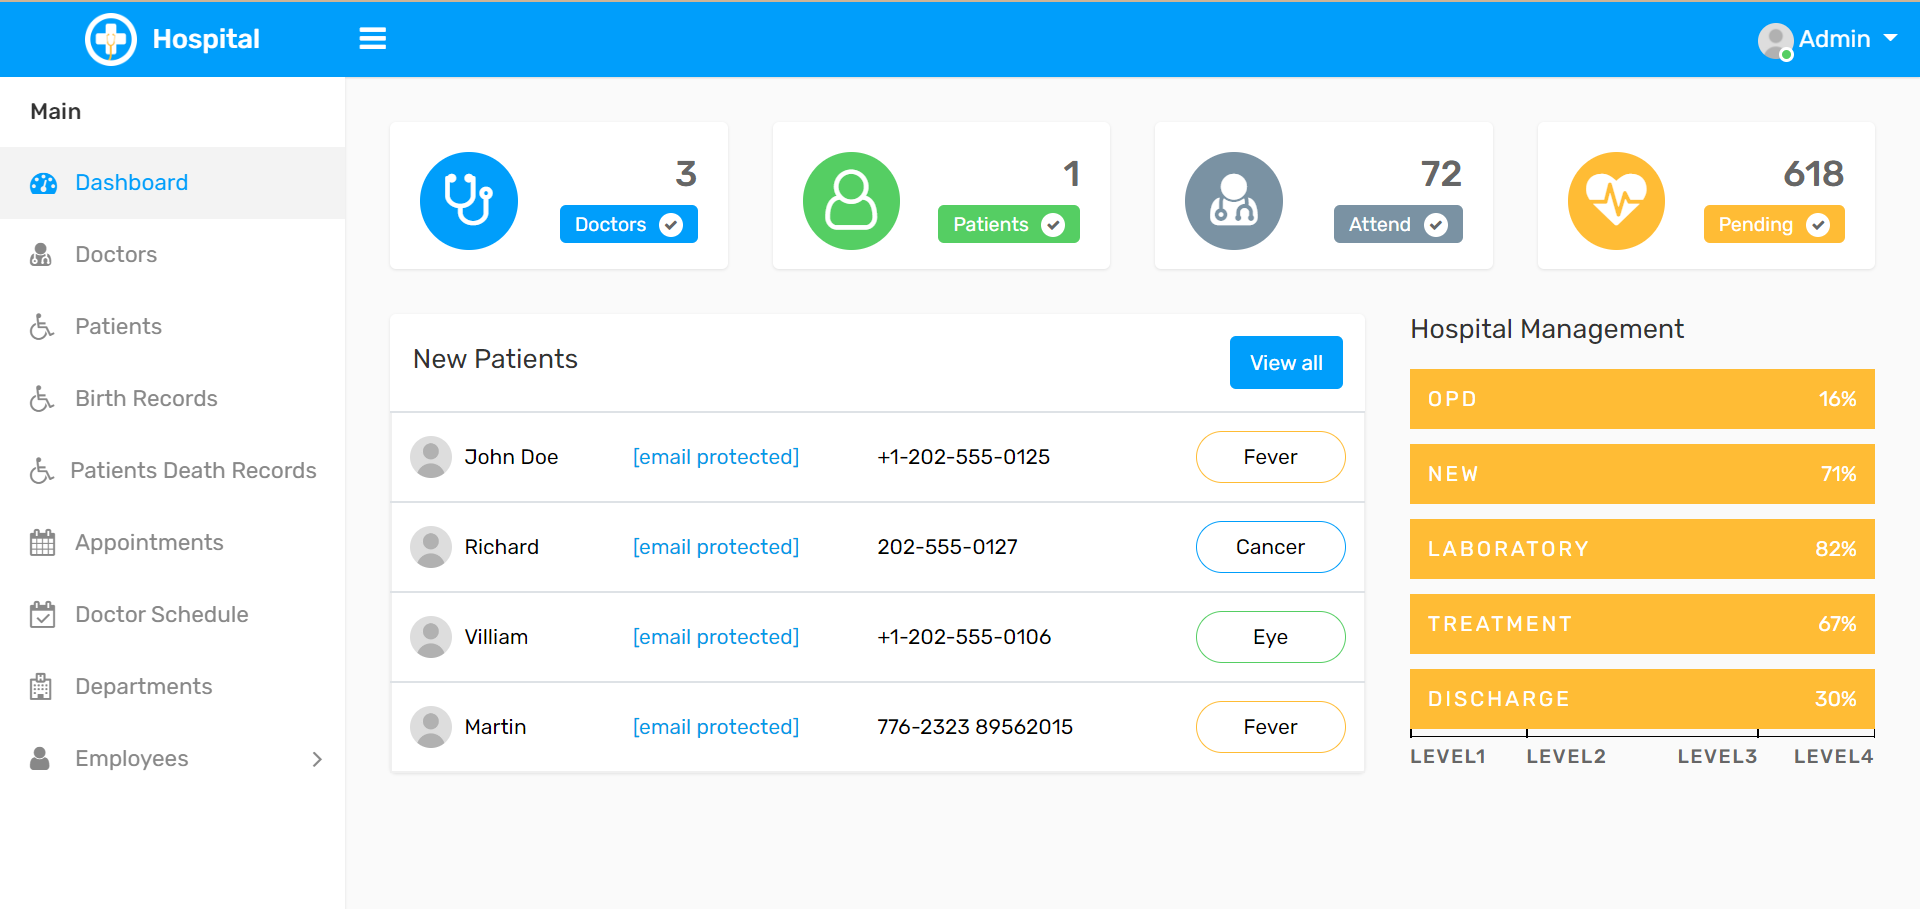 Hospital
Admin
Main
Dashboard
Doctors
Patients
Birth Records
Patients Death Records
Appointments
Doctor Schedule
Departments
Employees
3
Doctors
1
Patients
72
Attend
618
Pending
New Patients
View all
John Doe [email protected] +1-202-555-0125 Fever
Richard [email protected] 202-555-0127 Cancer
Villiam [email protected] +1-202-555-0106 Eye
Martin [email protected] 776-2323 89562015 Fever
Hospital Management
OPD 16%
NEW 71%
LABORATORY 82%
TREATMENT 67%
DISCHARGE 30%
LEVEL1 LEVEL2 LEVEL3 LEVEL4